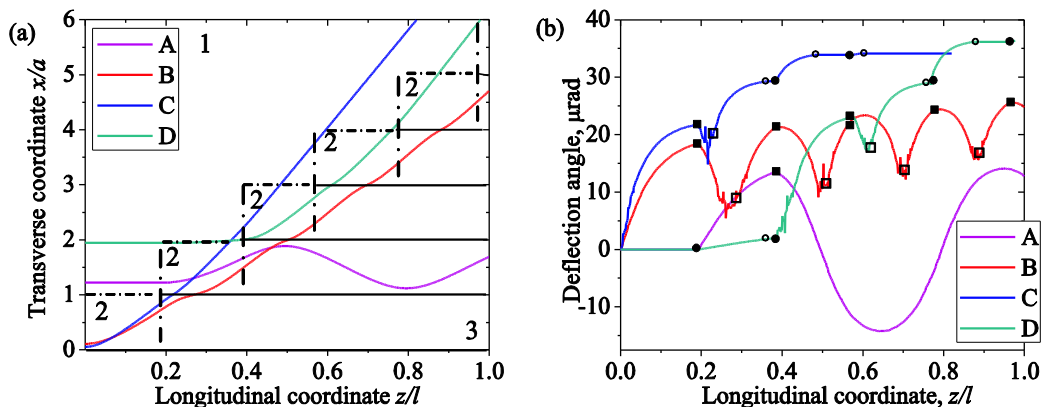 (a)
6
5
4
3
2
1
0
Transverse coordinate x/a
A
B
C
D
1
2
2
2
2
2
3
0.2 0.4 0.6 0.8 1.0
Longitudinal coordinate z/l
(b)
40
30
20
10
0
-10
Deflection angle, μrad
A
B
C
D
0.0 0.2 0.4 0.6 0.8 1.0
Longitudinal coordinate, z/l